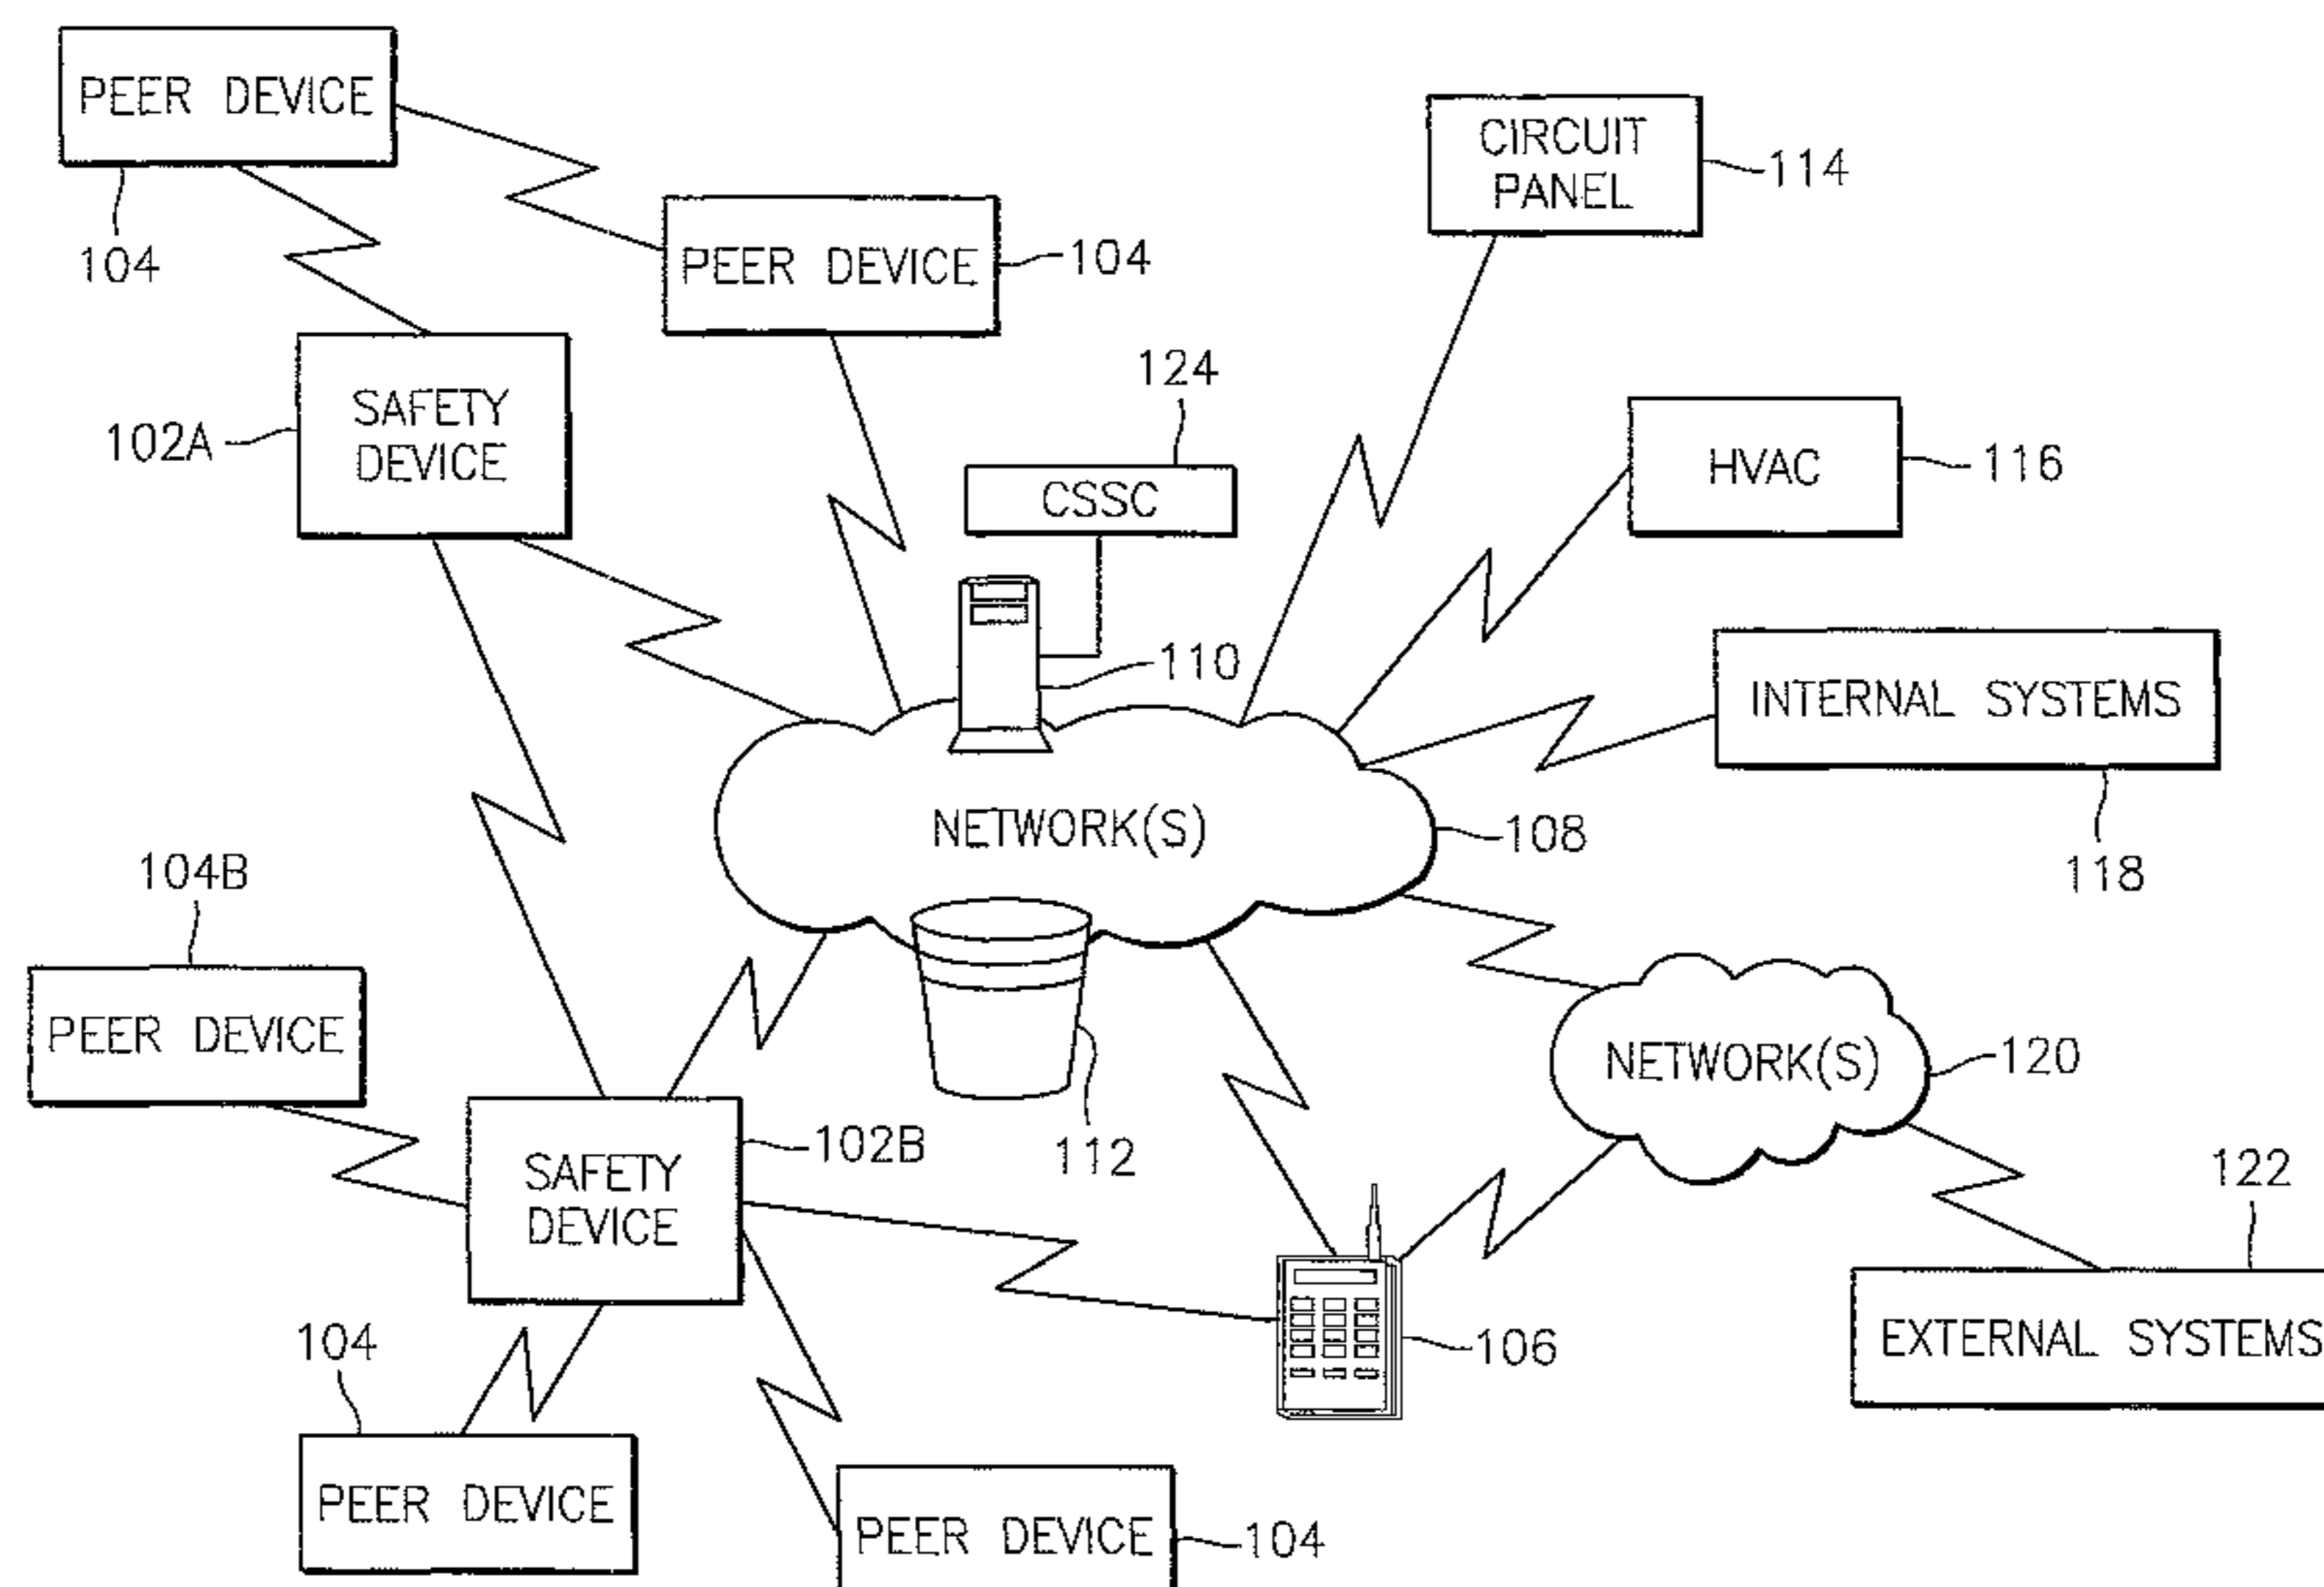 PEER DEVICE
104
PEER DEVICE
104
CIRCUIT
PANEL
114
SAFETY
DEVICE
102A
124
CSSC
HVAC
116
110
INTERNAL SYSTEMS
118
NETWORK(S)
108
104B
PEER DEVICE
112
NETWORK(S)
120
SAFETY
DEVICE
102B
122
EXTERNAL SYSTEMS
106
104
PEER DEVICE
PEER DEVICE
104